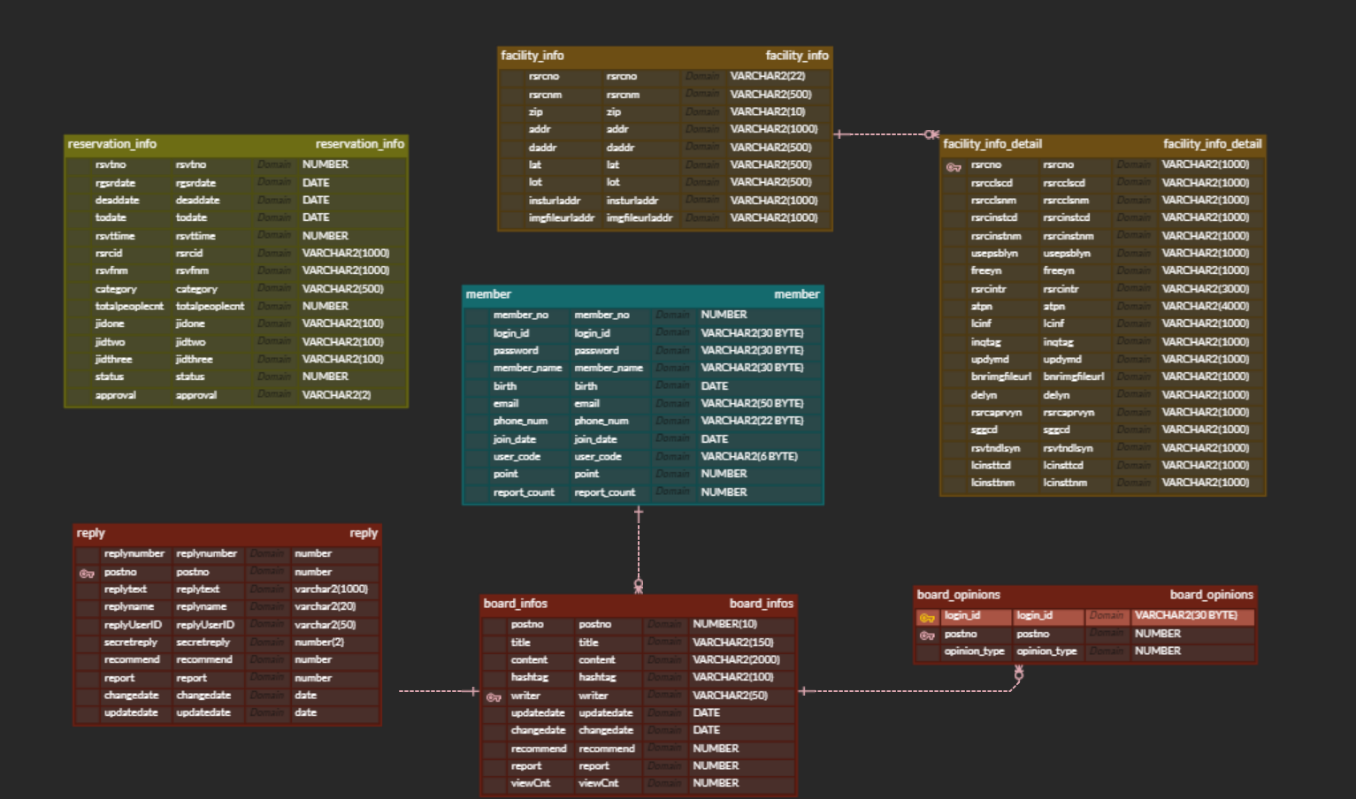 facility_info facility_info
rsrcno rsrcno Domain VARCHAR2(22)
rsrcnm rsrcnm Domain VARCHAR2(500)
zip zip Domain VARCHAR2(10)
addr addr Domain VARCHAR2(1000)
daddr daddr Domain VARCHAR2(500)
lat lat Domain VARCHAR2(500)
lot lot Domain VARCHAR2(500)
insturladdr insturladdr Domain VARCHAR2(1000)
imgfileurladdr imgfileurladdr Domain VARCHAR2(1000)
reservation_info reservation_info
rsvtno rsvtno Domain NUMBER
rgsrdate rgsrdate Domain DATE
deaddate deaddate Domain DATE
todate todate Domain DATE
rsvttime rsvttime Domain NUMBER
rsrcid rsrcid Domain VARCHAR2(1000)
rsvfnm rsvfnm Domain VARCHAR2(1000)
category category Domain VARCHAR2(500)
totalpeoplecnt totalpeoplecnt Domain NUMBER
jidone jidone Domain VARCHAR2(100)
jidtwo jidtwo Domain VARCHAR2(100)
jidthree jidthree Domain VARCHAR2(100)
status status Domain NUMBER
approval approval Domain VARCHAR2(2)
facility_info_detail facility_info_detail
rsrcno rsrcno Domain VARCHAR2(1000)
rsrcclscd rsrcclscd Domain VARCHAR2(1000)
rsrcclsnm rsrcclsnm Domain VARCHAR2(1000)
rsrcinstcd rsrcinstcd Domain VARCHAR2(1000)
rsrcinstnm rsrcinstnm Domain VARCHAR2(1000)
usepsblyn usepsblyn Domain VARCHAR2(1000)
freeyn freeyn Domain VARCHAR2(1000)
rsrcintr rsrcintr Domain VARCHAR2(3000)
atpn atpn Domain VARCHAR2(4000)
lcinf lcinf Domain VARCHAR2(1000)
inqtag inqtag Domain VARCHAR2(1000)
updymd updymd Domain VARCHAR2(1000)
bnrimgfileurl bnrimgfileurl Domain VARCHAR2(1000)
delyn delyn Domain VARCHAR2(1000)
rsrcaprvyn rsrcaprvyn Domain VARCHAR2(1000)
sggcd sggcd Domain VARCHAR2(1000)
rsvtndlsyn rsvtndlsyn Domain VARCHAR2(1000)
lcinsttcd lcinsttcd Domain VARCHAR2(1000)
lcinsttnm lcinsttnm Domain VARCHAR2(1000)
member member
member_no member_no Domain NUMBER
login_id login_id Domain VARCHAR2(30 BYTE)
password password Domain VARCHAR2(30 BYTE)
member_name member_name Domain VARCHAR2(30 BYTE)
birth birth Domain DATE
email email Domain VARCHAR2(50 BYTE)
phone_num phone_num Domain VARCHAR2(22 BYTE)
join_date join_date Domain DATE
user_code user_code Domain VARCHAR2(6 BYTE)
point point Domain NUMBER
report_count report_count Domain NUMBER
reply reply
replynumber replynumber Domain number
postno postno Domain number
replytext replytext Domain varchar2(1000)
replyname replyname Domain varchar2(20)
replyUserID replyUserID Domain varchar2(50)
secretreply secretreply Domain number(2)
recommend recommend Domain number
report report Domain number
changedate changedate Domain date
updatedate updatedate Domain date
board_infos board_infos
postno postno Domain NUMBER(10)
title title Domain VARCHAR2(150)
content content Domain VARCHAR2(2000)
hashtag hashtag Domain VARCHAR2(100)
writer writer Domain VARCHAR2(50)
updatedate updatedate Domain DATE
changedate changedate Domain DATE
recommend recommend Domain NUMBER
report report Domain NUMBER
viewCnt viewCnt Domain NUMBER
board_opinions board_opinions
login_id login_id Domain VARCHAR2(30 BYTE)
postno postno Domain NUMBER
opinion_type opinion_type Domain NUMBER